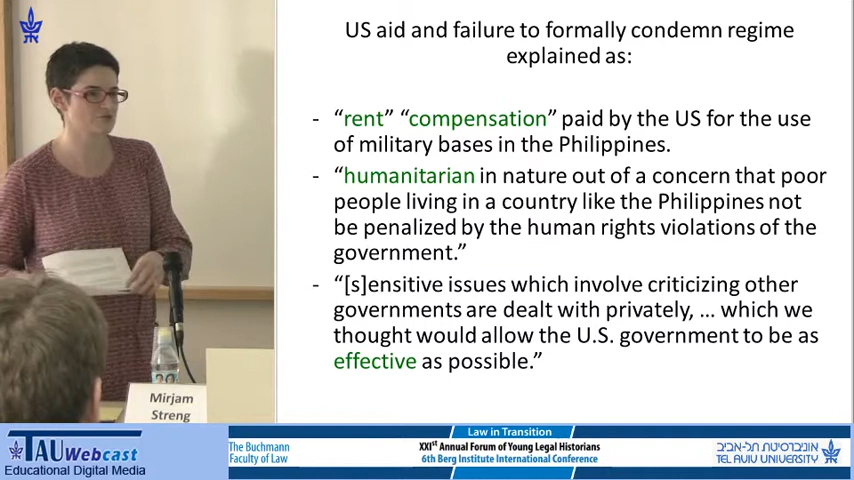 US aid and failure to formally condemn regime
explained as:
- “rent” “compensation” paid by the US for the use
of military bases in the Philippines.
- “humanitarian in nature out of a concern that poor
people living in a country like the Philippines not
be penalized by the human rights violations of the
government.”
- “[s]ensitive issues which involve criticizing other
governments are dealt with privately, … which we
thought would allow the U.S. government to be as
effective as possible.”
Mirjam
Streng
Law in Transition
TAUWebcast
Educational Digital Media
The Buchmann
Faculty of Law
XXIst Annual Forum of Young Legal Historians
6th Berg Institute International Conference
אוניברסיטת תל-אביב
TEL AVIV UNIVERSITY